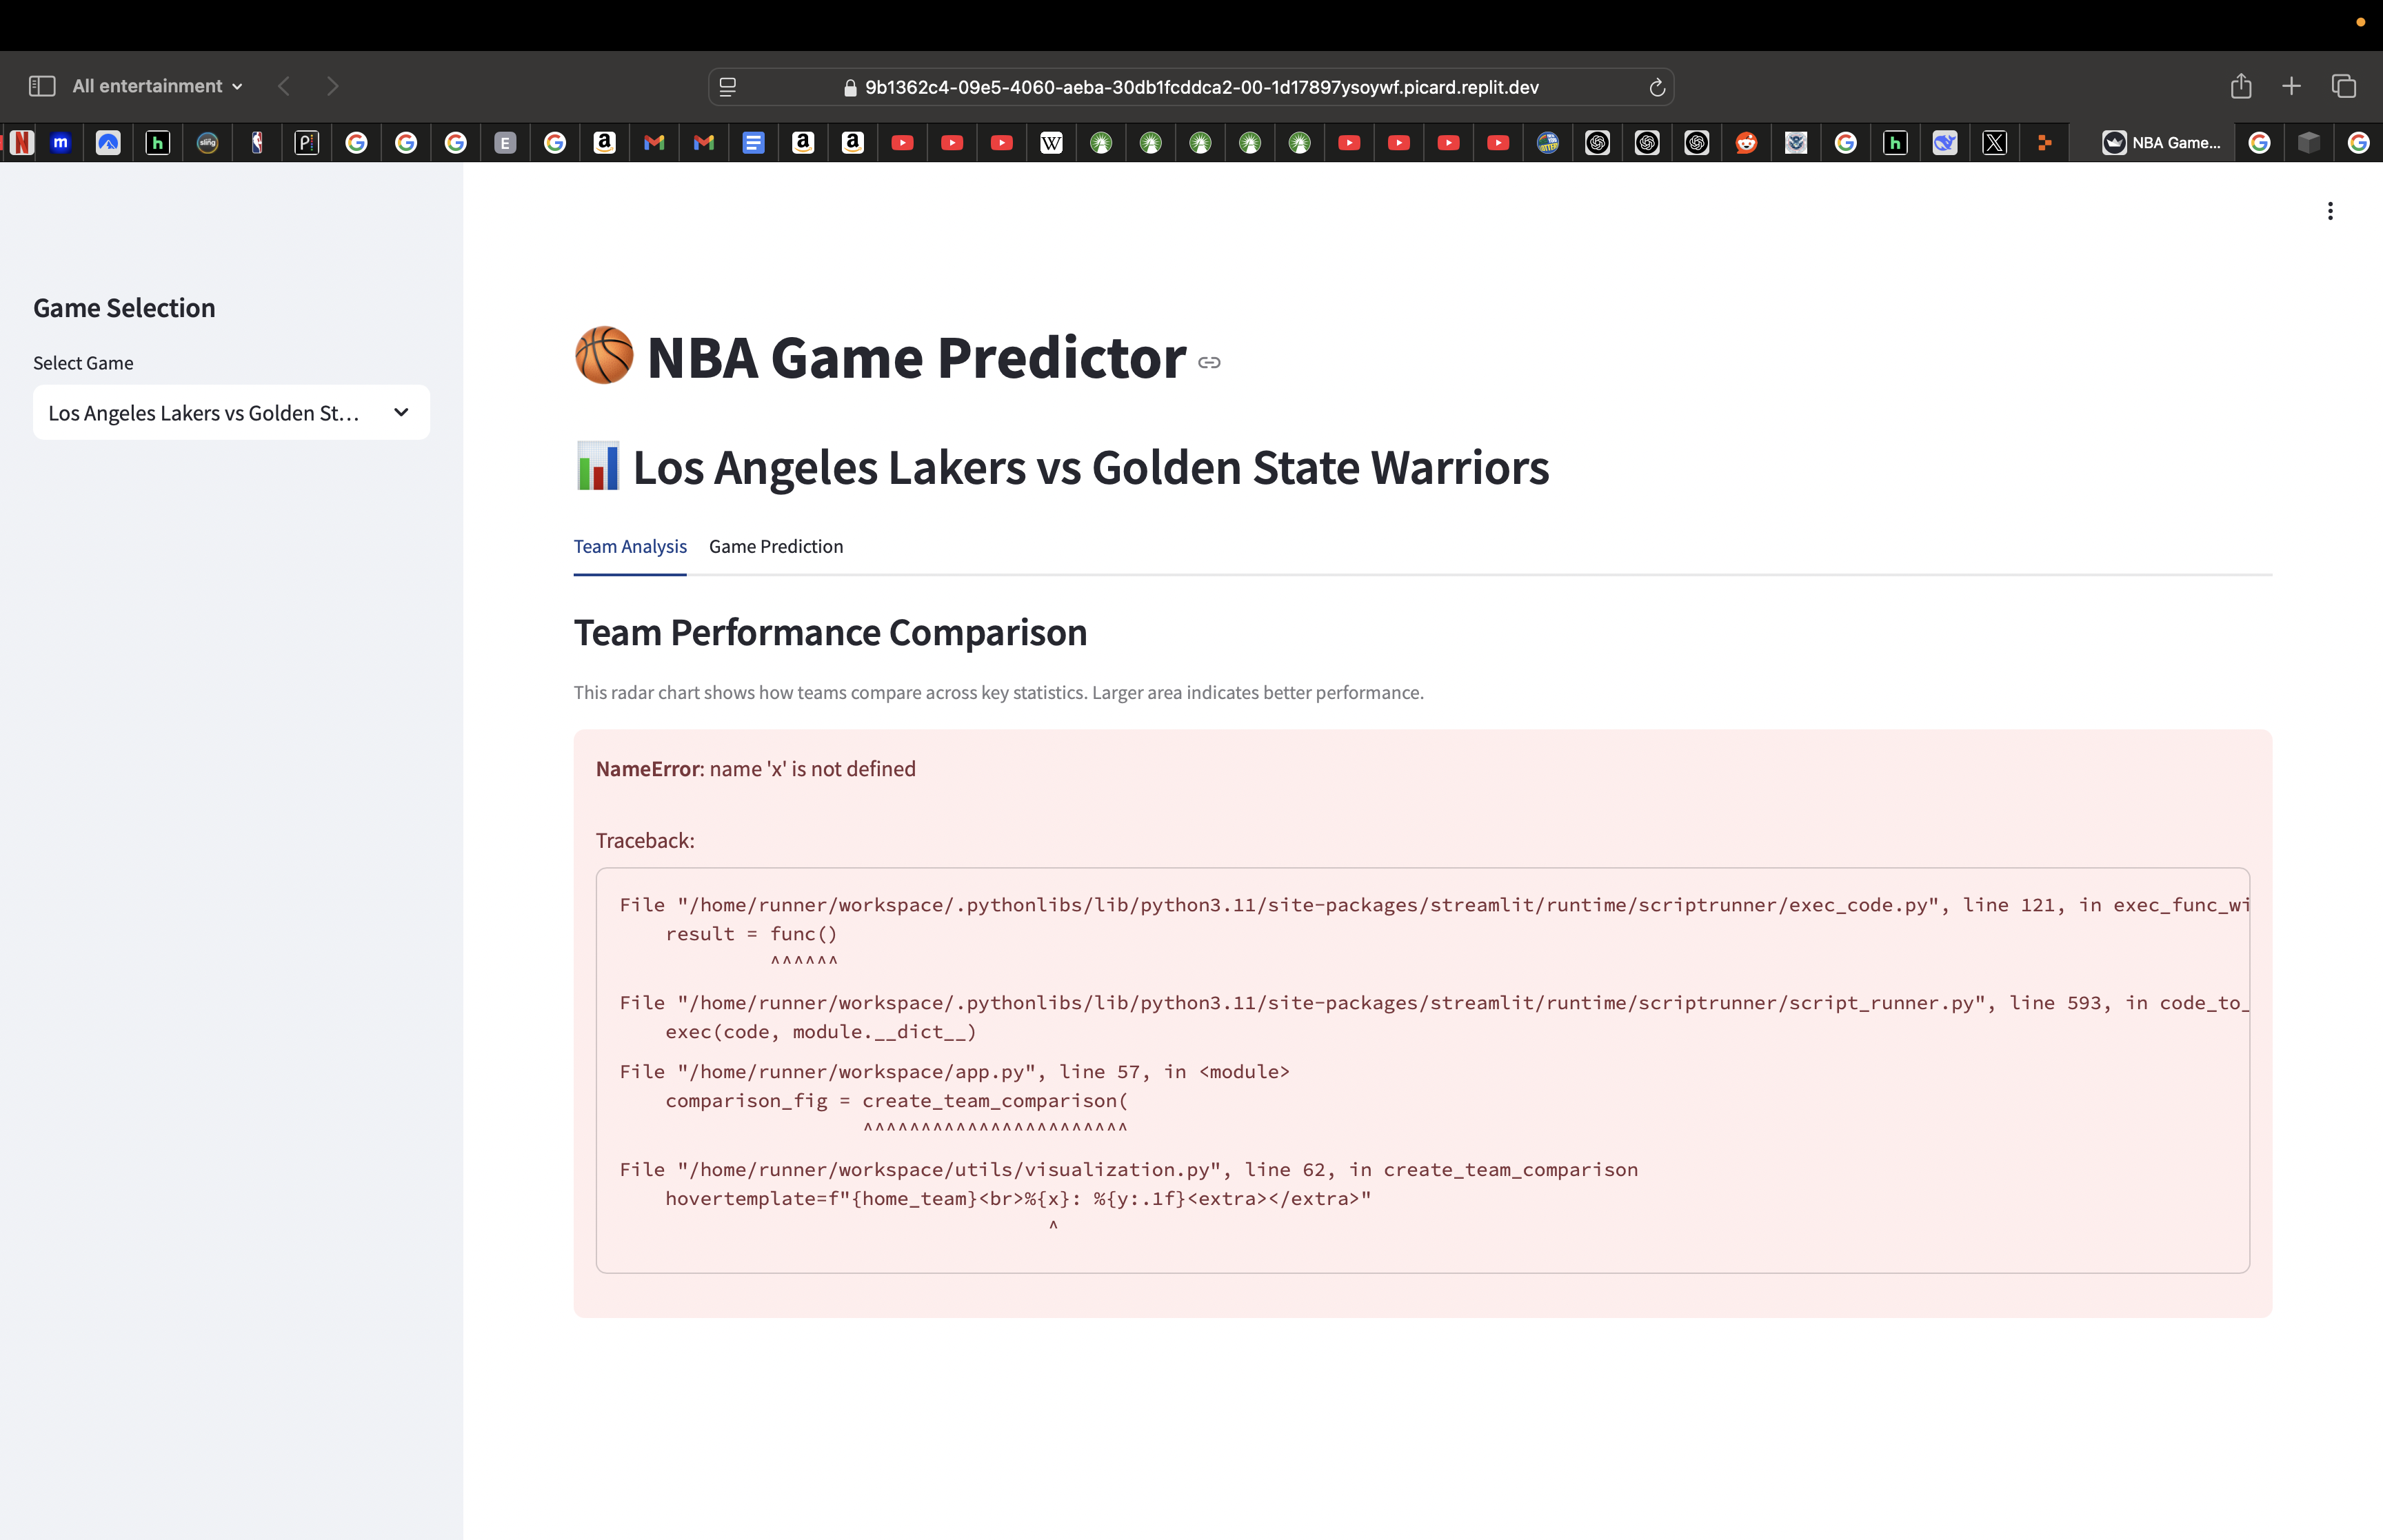 All entertainment
9b1362c4-09e5-4060-aeba-30db1fcddca2-00-1d17897ysoywf.picard.replit.dev
NBA Game...
Game Selection
Select Game
Los Angeles Lakers vs Golden St...
🏀 NBA Game Predictor
📊 Los Angeles Lakers vs Golden State Warriors
Team Analysis Game Prediction
Team Performance Comparison
This radar chart shows how teams compare across key statistics. Larger area indicates better performance.
NameError: name 'x' is not defined
Traceback:
File "/home/runner/workspace/.pythonlibs/lib/python3.11/site-packages/streamlit/runtime/scriptrunner/exec_code.py", line 121, in exec_func_wi
result = func()
^^^^^^
File "/home/runner/workspace/.pythonlibs/lib/python3.11/site-packages/streamlit/runtime/scriptrunner/script_runner.py", line 593, in code_to_
exec(code, module.__dict__)
File "/home/runner/workspace/app.py", line 57, in <module>
comparison_fig = create_team_comparison(
^^^^^^^^^^^^^^^^^^^^^^^
File "/home/runner/workspace/utils/visualization.py", line 62, in create_team_comparison
hovertemplate=f"{home_team}<br>%{x}: %{y:.1f}<extra></extra>"
^